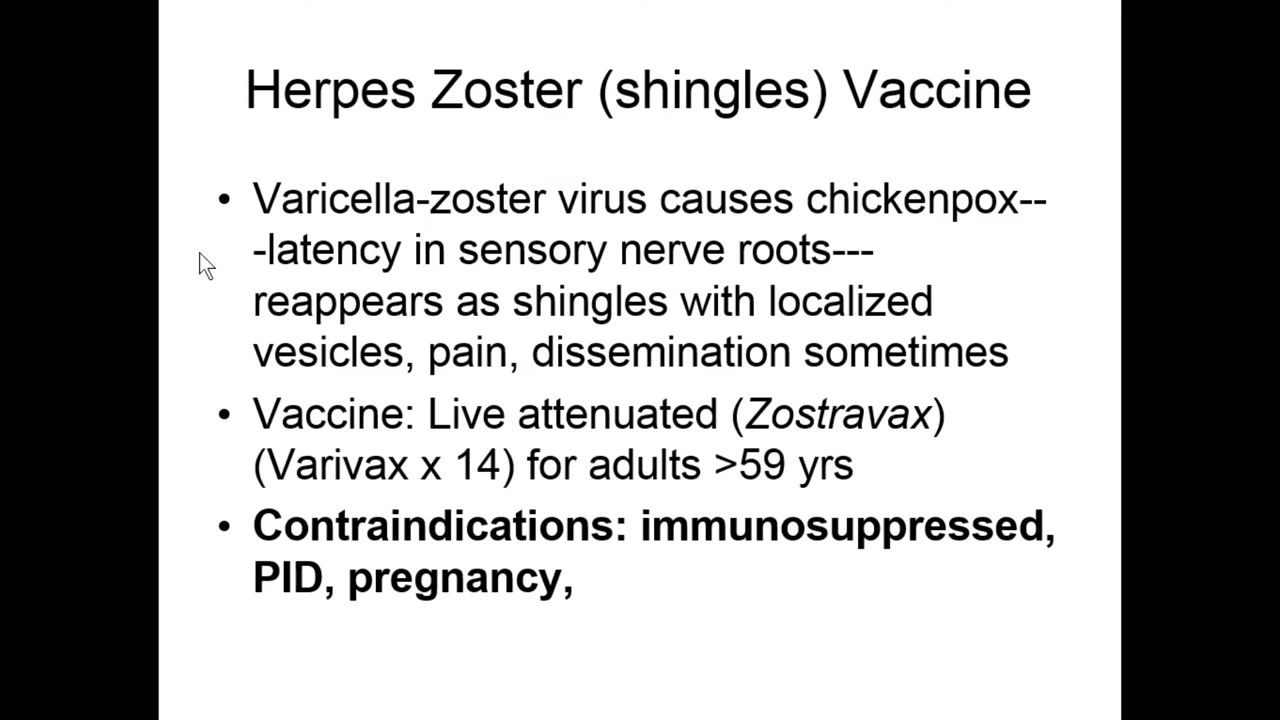 Herpes Zoster (shingles) Vaccine
• Varicella-zoster virus causes chickenpox--
-latency in sensory nerve roots---
reappears as shingles with localized
vesicles, pain, dissemination sometimes
• Vaccine: Live attenuated (Zostravax)
(Varivax x 14) for adults >59 yrs
• Contraindications: immunosuppressed,
PID, pregnancy,